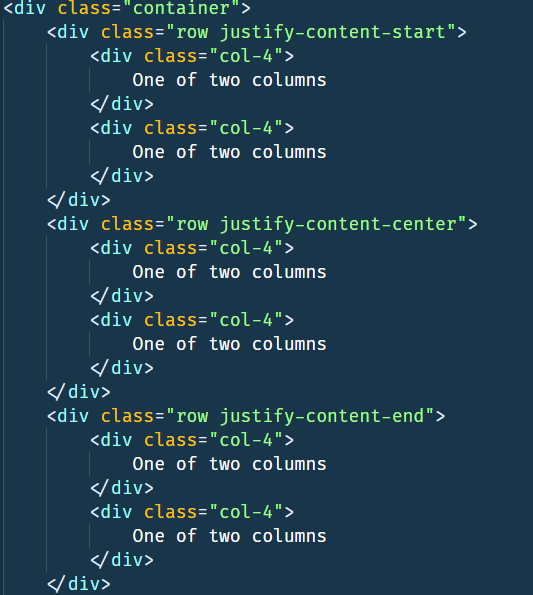 <div class="container">
    <div class="row justify-content-start">
        <div class="col-4">
            One of two columns
        </div>
        <div class="col-4">
            One of two columns
        </div>
    </div>
    <div class="row justify-content-center">
        <div class="col-4">
            One of two columns
        </div>
        <div class="col-4">
            One of two columns
        </div>
    </div>
    <div class="row justify-content-end">
        <div class="col-4">
            One of two columns
        </div>
        <div class="col-4">
            One of two columns
        </div>
    </div>